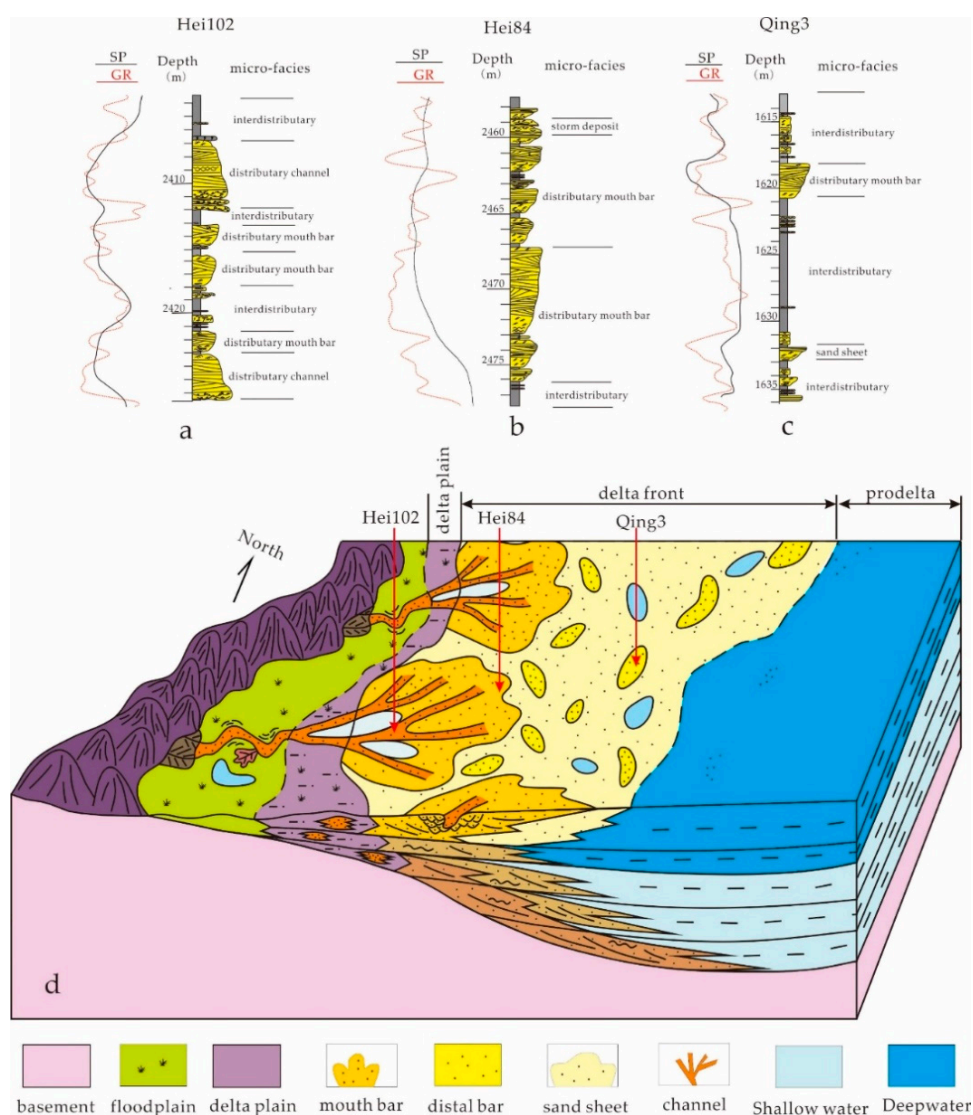 Hei102
SP
GR
Depth
(m)
micro-facies
2410
2420
interdistributary
distributary channel
interdistributary
distributary mouth bar
distributary mouth bar
interdistributary
distributary mouth bar
distributary channel
a
Hei84
SP
GR
Depth
(m)
micro-facies
2460
2465
2470
2475
storm deposit
distributary mouth bar
distributary mouth bar
interdistributary
b
Qing3
SP
GR
Depth
(m)
micro-facies
1615
1620
1625
1630
1635
interdistributary
distributary mouth bar
interdistributary
sand sheet
interdistributary
c
North
Hei102
delta plain
Hei84
delta front
Qing3
prodelta
d
basement
floodplain
delta plain
mouth bar
distal bar
sand sheet
channel
Shallow water
Deepwater